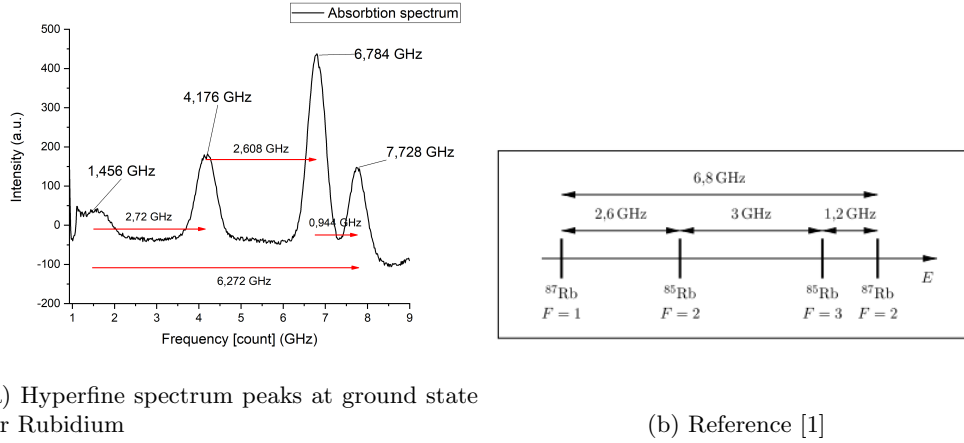 Absorbtion spectrum
500
400
300
200
100
0
-100
-200
Intensity (a.u.)
1,456 GHz
4,176 GHz
6,784 GHz
7,728 GHz
2,72 GHz
2,608 GHz
0,944 GHz
6,272 GHz
1 2 3 4 5 6 7 8 9
Frequency [count] (GHz)
) Hyperfine spectrum peaks at ground state
r Rubidium
6,8 GHz
2,6 GHz 3 GHz 1,2 GHz
E
⁸⁷Rb ⁸⁵Rb ⁸⁵Rb ⁸⁷Rb
F = 1 F = 2 F = 3 F = 2
(b) Reference [1]